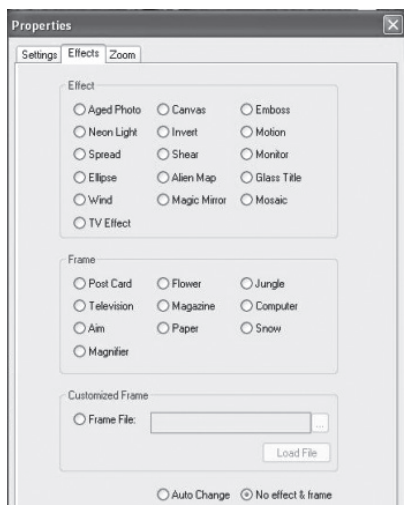 Properties
Settings Effects Zoom
Effect
Aged Photo Canvas Emboss
Neon Light Invert Motion
Spread Shear Monitor
Ellipse Alien Map Glass Title
Wind Magic Mirror Mosaic
TV Effect
Frame
Post Card Flower Jungle
Television Magazine Computer
Aim Paper Snow
Magnifier
Customized Frame
Frame File: ...
Load File
Auto Change No effect & frame